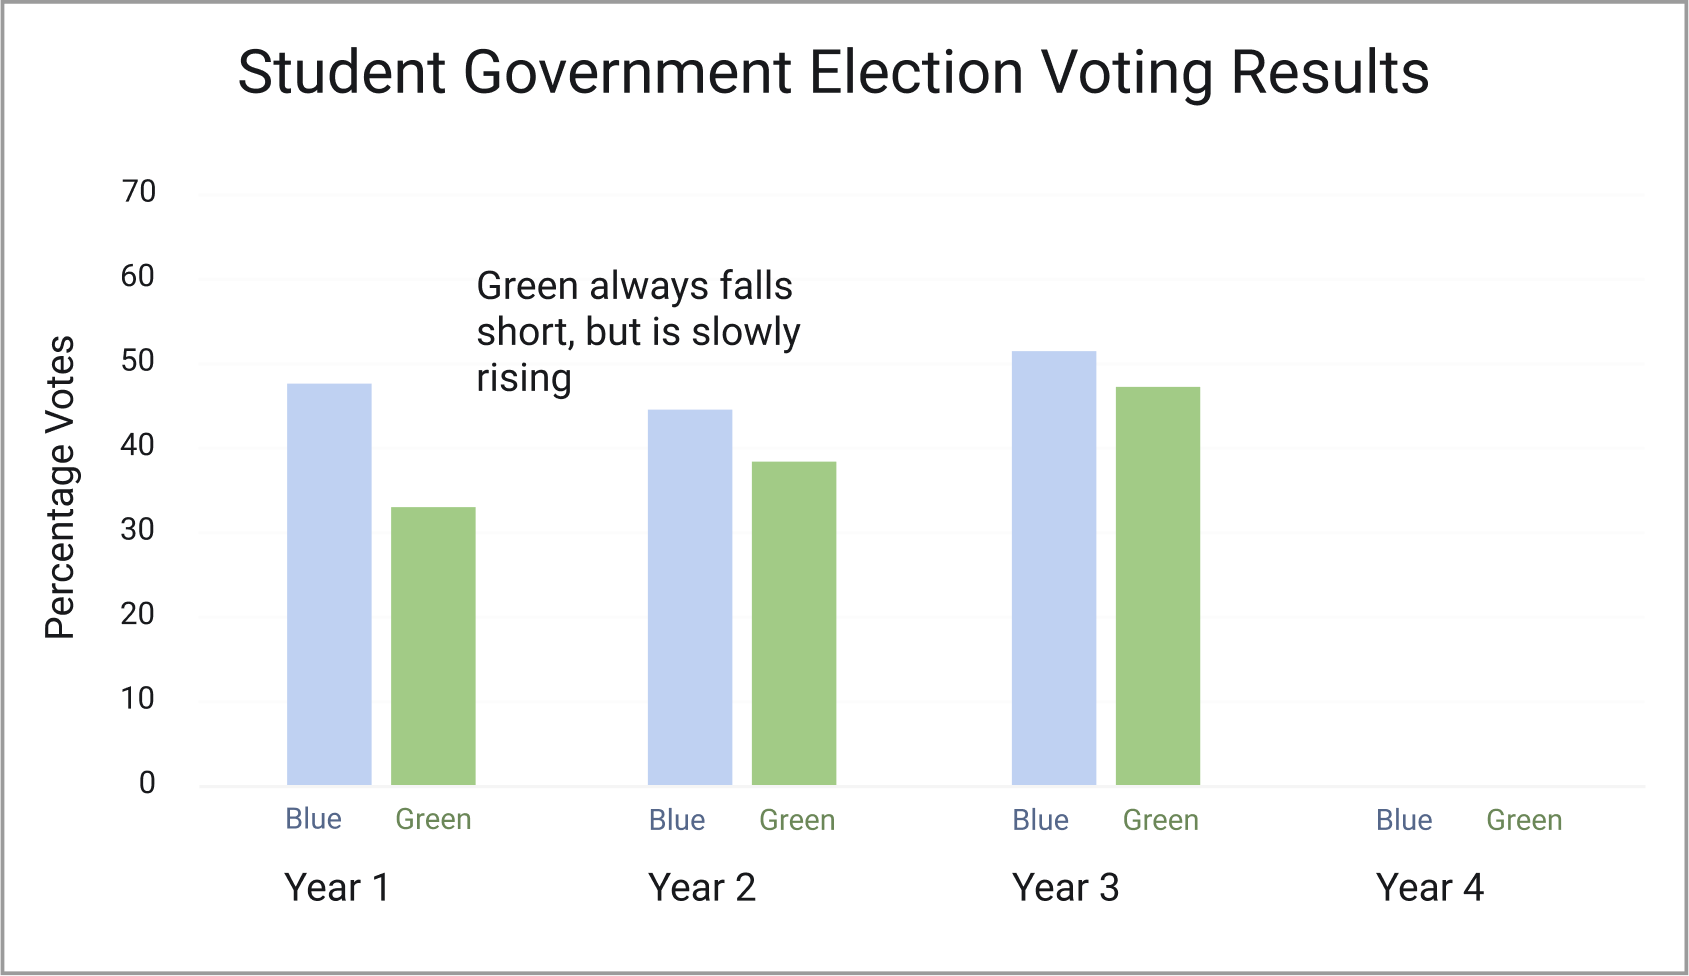 Student Government Election Voting Results
Percentage Votes
70
60
50
40
30
20
10
0
Green always falls
short, but is slowly
rising
Blue Green Blue Green Blue Green Blue Green
Year 1 Year 2 Year 3 Year 4